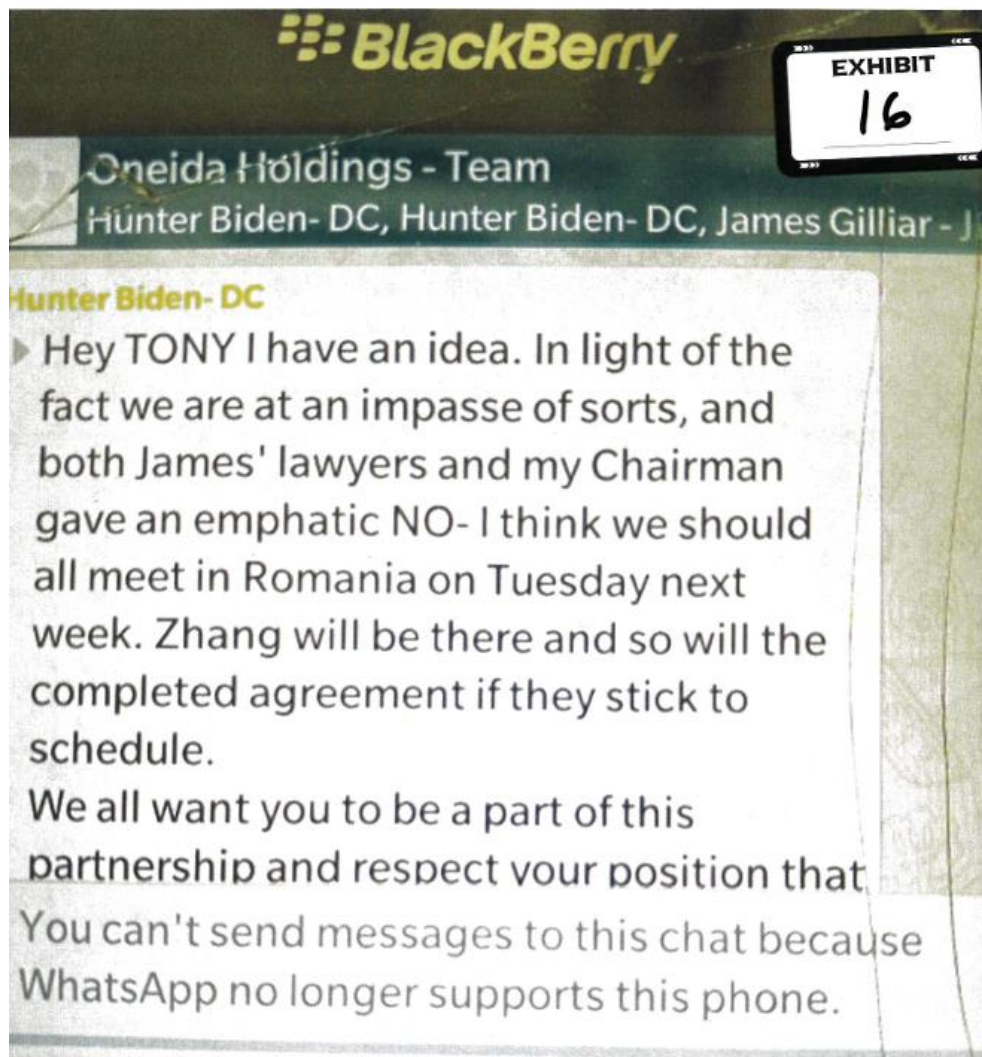 BlackBerry
EXHIBIT
16
Oneida Holdings - Team
Hunter Biden- DC, Hunter Biden- DC, James Gilliar - J
Hunter Biden- DC
Hey TONY I have an idea. In light of the
fact we are at an impasse of sorts, and
both James' lawyers and my Chairman
gave an emphatic NO- I think we should
all meet in Romania on Tuesday next
week. Zhang will be there and so will the
completed agreement if they stick to
schedule.
We all want you to be a part of this
partnership and respect your position that
You can't send messages to this chat because
WhatsApp no longer supports this phone.